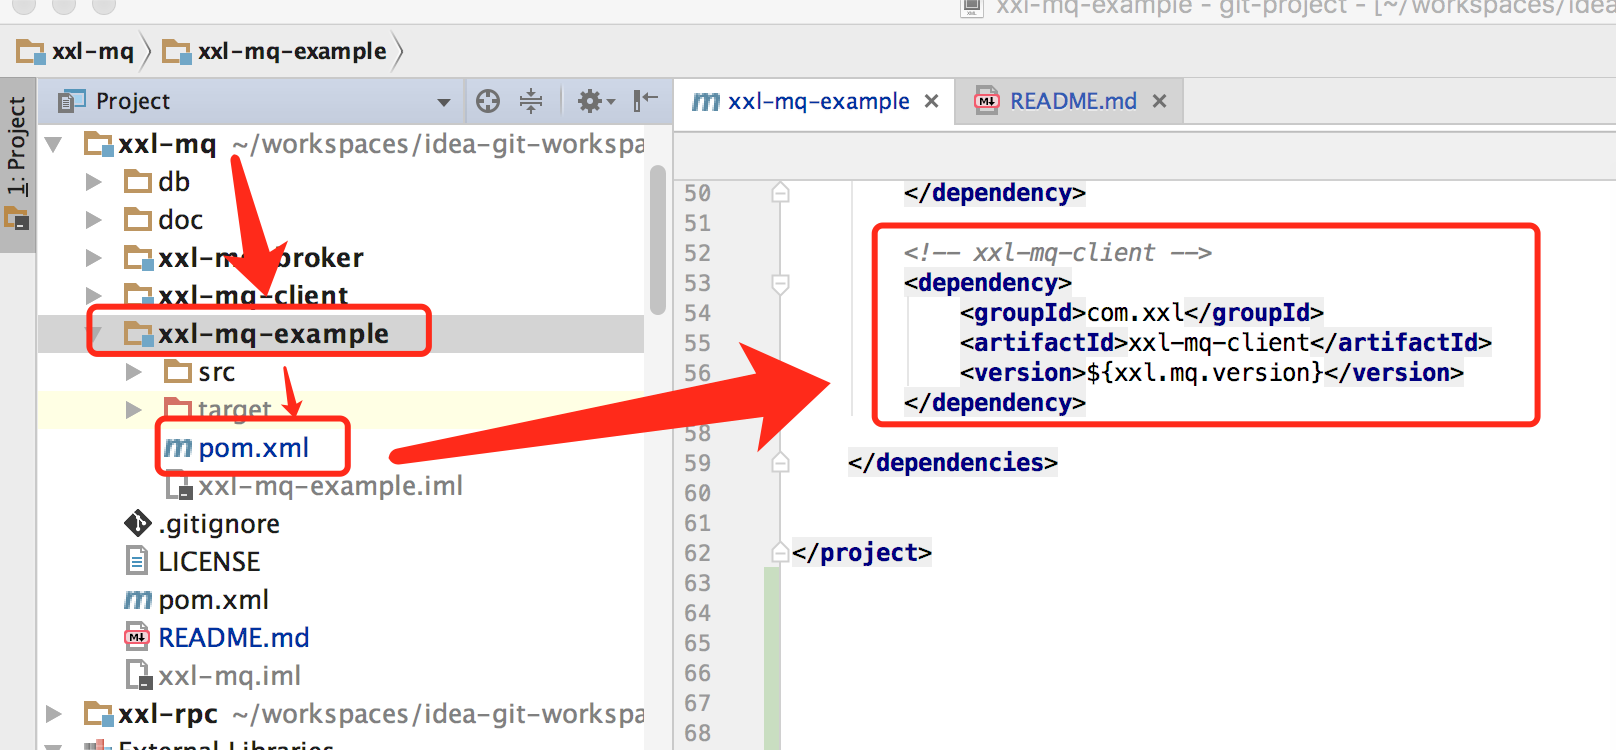 xxl-mq-example - git-project - [~/workspaces/idea
xxl-mq
xxl-mq-example
1: Project
Project
xxl-mq ~/workspaces/idea-git-workspa
db
doc
xxl-mq-broker
xxl-mq-client
xxl-mq-example
src
target
pom.xml
xxl-mq-example.iml
.gitignore
LICENSE
pom.xml
README.md
xxl-mq.iml
xxl-rpc ~/workspaces/idea-git-workspa
External Libraries
xxl-mq-example
README.md
50 </dependency>
51
52 <!-- xxl-mq-client -->
53 <dependency>
54 <groupId>com.xxl</groupId>
55 <artifactId>xxl-mq-client</artifactId>
56 <version>${xxl.mq.version}</version>
</dependency>
58
59 </dependencies>
60
61
62 </project>
63
64
65
66
67
68